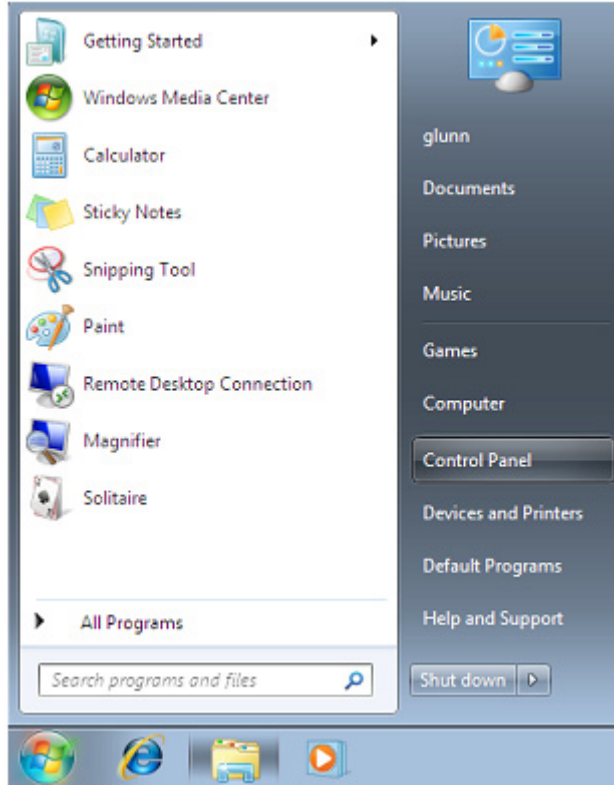 Getting Started
Windows Media Center
Calculator
Sticky Notes
Snipping Tool
Paint
Remote Desktop Connection
Magnifier
Solitaire
All Programs
Search programs and files
glunn
Documents
Pictures
Music
Games
Computer
Control Panel
Devices and Printers
Default Programs
Help and Support
Shut down